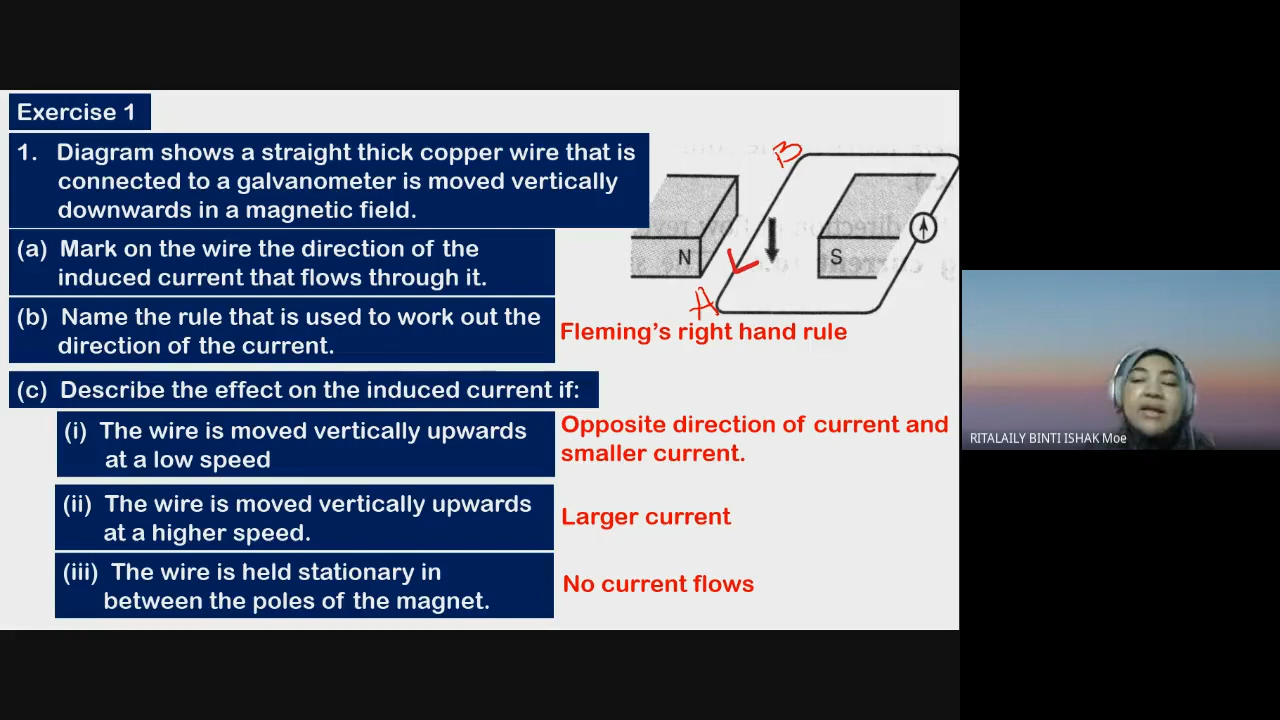 Exercise 1
1. Diagram shows a straight thick copper wire that is
connected to a galvanometer is moved vertically
downwards in a magnetic field.
(a) Mark on the wire the direction of the
induced current that flows through it.
(b) Name the rule that is used to work out the
direction of the current.
Fleming's right hand rule
(c) Describe the effect on the induced current if:
(i) The wire is moved vertically upwards
at a low speed
Opposite direction of current and
smaller current.
(ii) The wire is moved vertically upwards
at a higher speed.
Larger current
(iii) The wire is held stationary in
between the poles of the magnet.
No current flows
B
N
S
A
RITALAILY BINTI ISHAK Moe